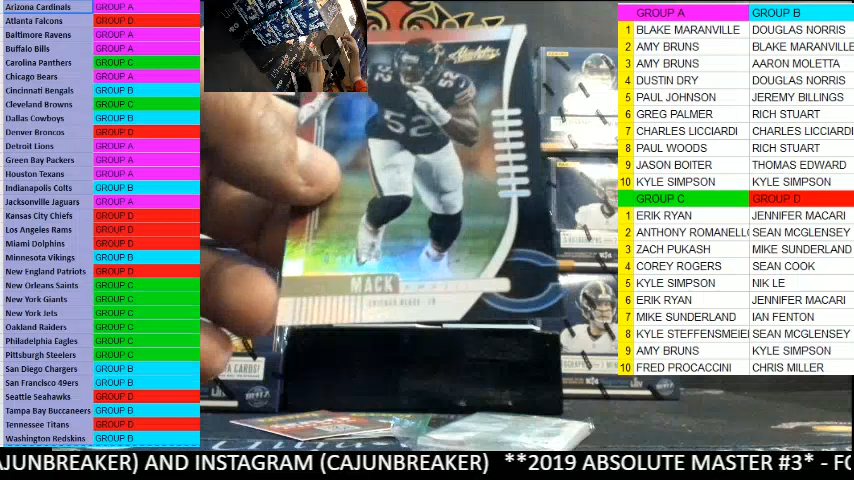 Arizona Cardinals GROUP A
Atlanta Falcons GROUP D
Baltimore Ravens GROUP A
Buffalo Bills GROUP A
Carolina Panthers GROUP C
Chicago Bears GROUP A
Cincinnati Bengals GROUP B
Cleveland Browns GROUP C
Dallas Cowboys GROUP B
Denver Broncos GROUP D
Detroit Lions GROUP A
Green Bay Packers GROUP A
Houston Texans GROUP A
Indianapolis Colts GROUP B
Jacksonville Jaguars GROUP A
Kansas City Chiefs GROUP D
Los Angeles Rams GROUP D
Miami Dolphins GROUP D
Minnesota Vikings GROUP B
New England Patriots GROUP D
New Orleans Saints GROUP C
New York Giants GROUP C
New York Jets GROUP C
Oakland Raiders GROUP C
Philadelphia Eagles GROUP C
Pittsburgh Steelers GROUP C
San Diego Chargers GROUP B
San Francisco 49ers GROUP B
Seattle Seahawks GROUP D
Tampa Bay Buccaneers GROUP B
Tennessee Titans GROUP D
Washington Redskins GROUP B
Absolute
52
52
MACK
CHICAGO BEARS
GROUP A GROUP B
1 BLAKE MARANVILLE DOUGLAS NORRIS
2 AMY BRUNS BLAKE MARANVILLE
3 AMY BRUNS AARON MOLETTA
4 DUSTIN DRY DOUGLAS NORRIS
5 PAUL JOHNSON JEREMY BILLINGS
6 GREG PALMER RICH STUART
7 CHARLES LICCIARDI CHARLES LICCIARDI
8 PAUL WOODS RICH STUART
9 JASON BOITER THOMAS EDWARD
10 KYLE SIMPSON KYLE SIMPSON
GROUP C GROUP D
1 ERIK RYAN JENNIFER MACARI
2 ANTHONY ROMANELLO SEAN MCGLENSEY
3 ZACH PUKASH MIKE SUNDERLAND
4 COREY ROGERS SEAN COOK
5 KYLE SIMPSON NIK LE
6 ERIK RYAN JENNIFER MACARI
7 MIKE SUNDERLAND IAN FENTON
8 KYLE STEFFENSMEIE SEAN MCGLENSEY
9 AMY BRUNS KYLE SIMPSON
10 FRED PROCACCINI CHRIS MILLER
AJUNBREAKER) AND INSTAGRAM (CAJUNBREAKER) **2019 ABSOLUTE MASTER #3* - FO